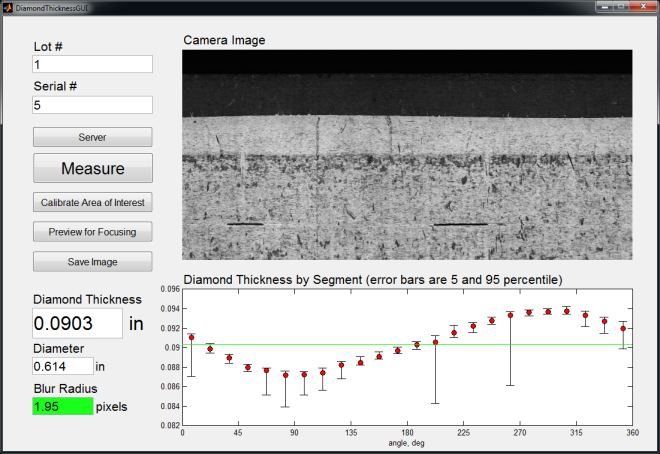 DiamondThicknessGUI
Lot #
1
Serial #
5
Server
Measure
Calibrate Area of Interest
Preview for Focusing
Save Image
Diamond Thickness
0.0903 in
Diameter
0.614 in
Blur Radius
1.95 pixels
Camera Image
Diamond Thickness by Segment (error bars are 5 and 95 percentile)
0.096
0.094
0.092
0.09
0.088
0.086
0.084
0.082
0 45 90 135 180 225 270 315 360
angle, deg